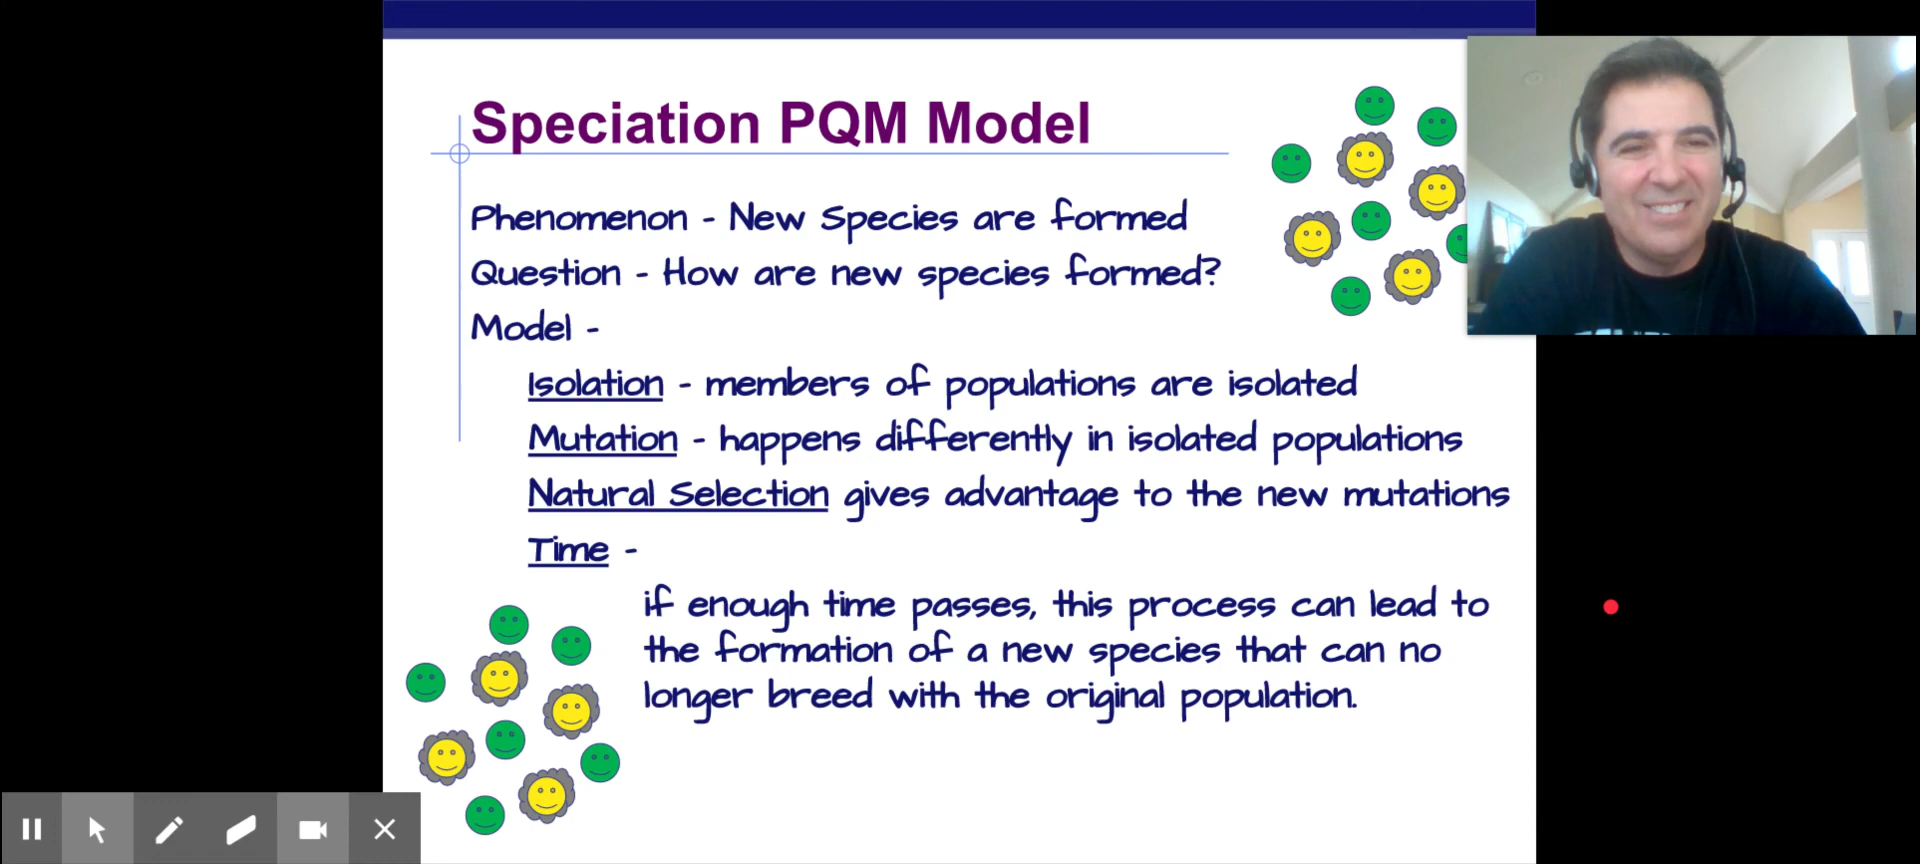 Speciation PQM Model
Phenomenon - New Species are formed
Question - How are new species formed?
Model -
Isolation - members of populations are isolated
Mutation - happens differently in isolated populations
Natural Selection gives advantage to the new mutations
Time -
if enough time passes, this process can lead to
the formation of a new species that can no
longer breed with the original population.